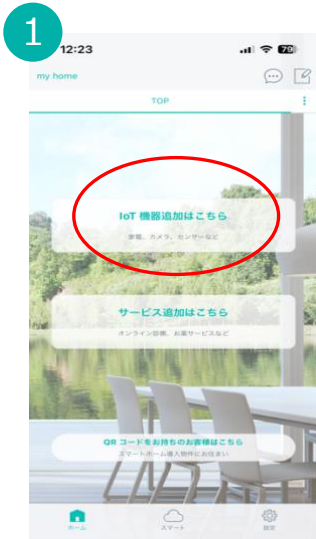 1
12:23
79
my home
TOP
IoT 機器追加はこちら
家電、カメラ、センサーなど
サービス追加はこちら
オンライン診療、お薬サービスなど
QR コードをお持ちのお客様はこちら
スマートホーム導入物件にお住まい
ホーム
スマート
設定